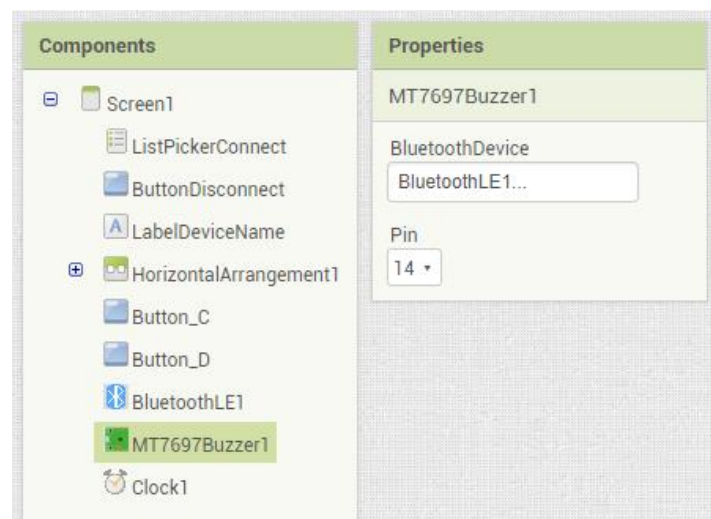 Components
Screen1
ListPickerConnect
ButtonDisconnect
A LabelDeviceName
HorizontalArrangement1
Button_C
Button_D
BluetoothLE1
MT7697Buzzer1
Clock1
Properties
MT7697Buzzer1
BluetoothDevice
BluetoothLE1...
Pin
14